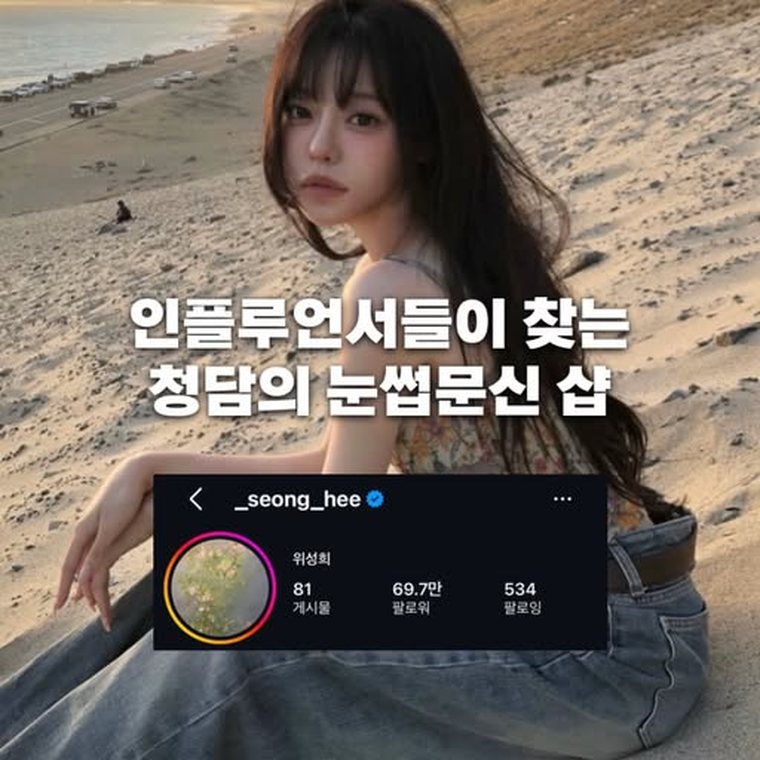 인플루언서들이 찾는
청담의 눈썹문신 샵
_seong_hee
위성희
81 69.7만 534
게시물 팔로워 팔로잉